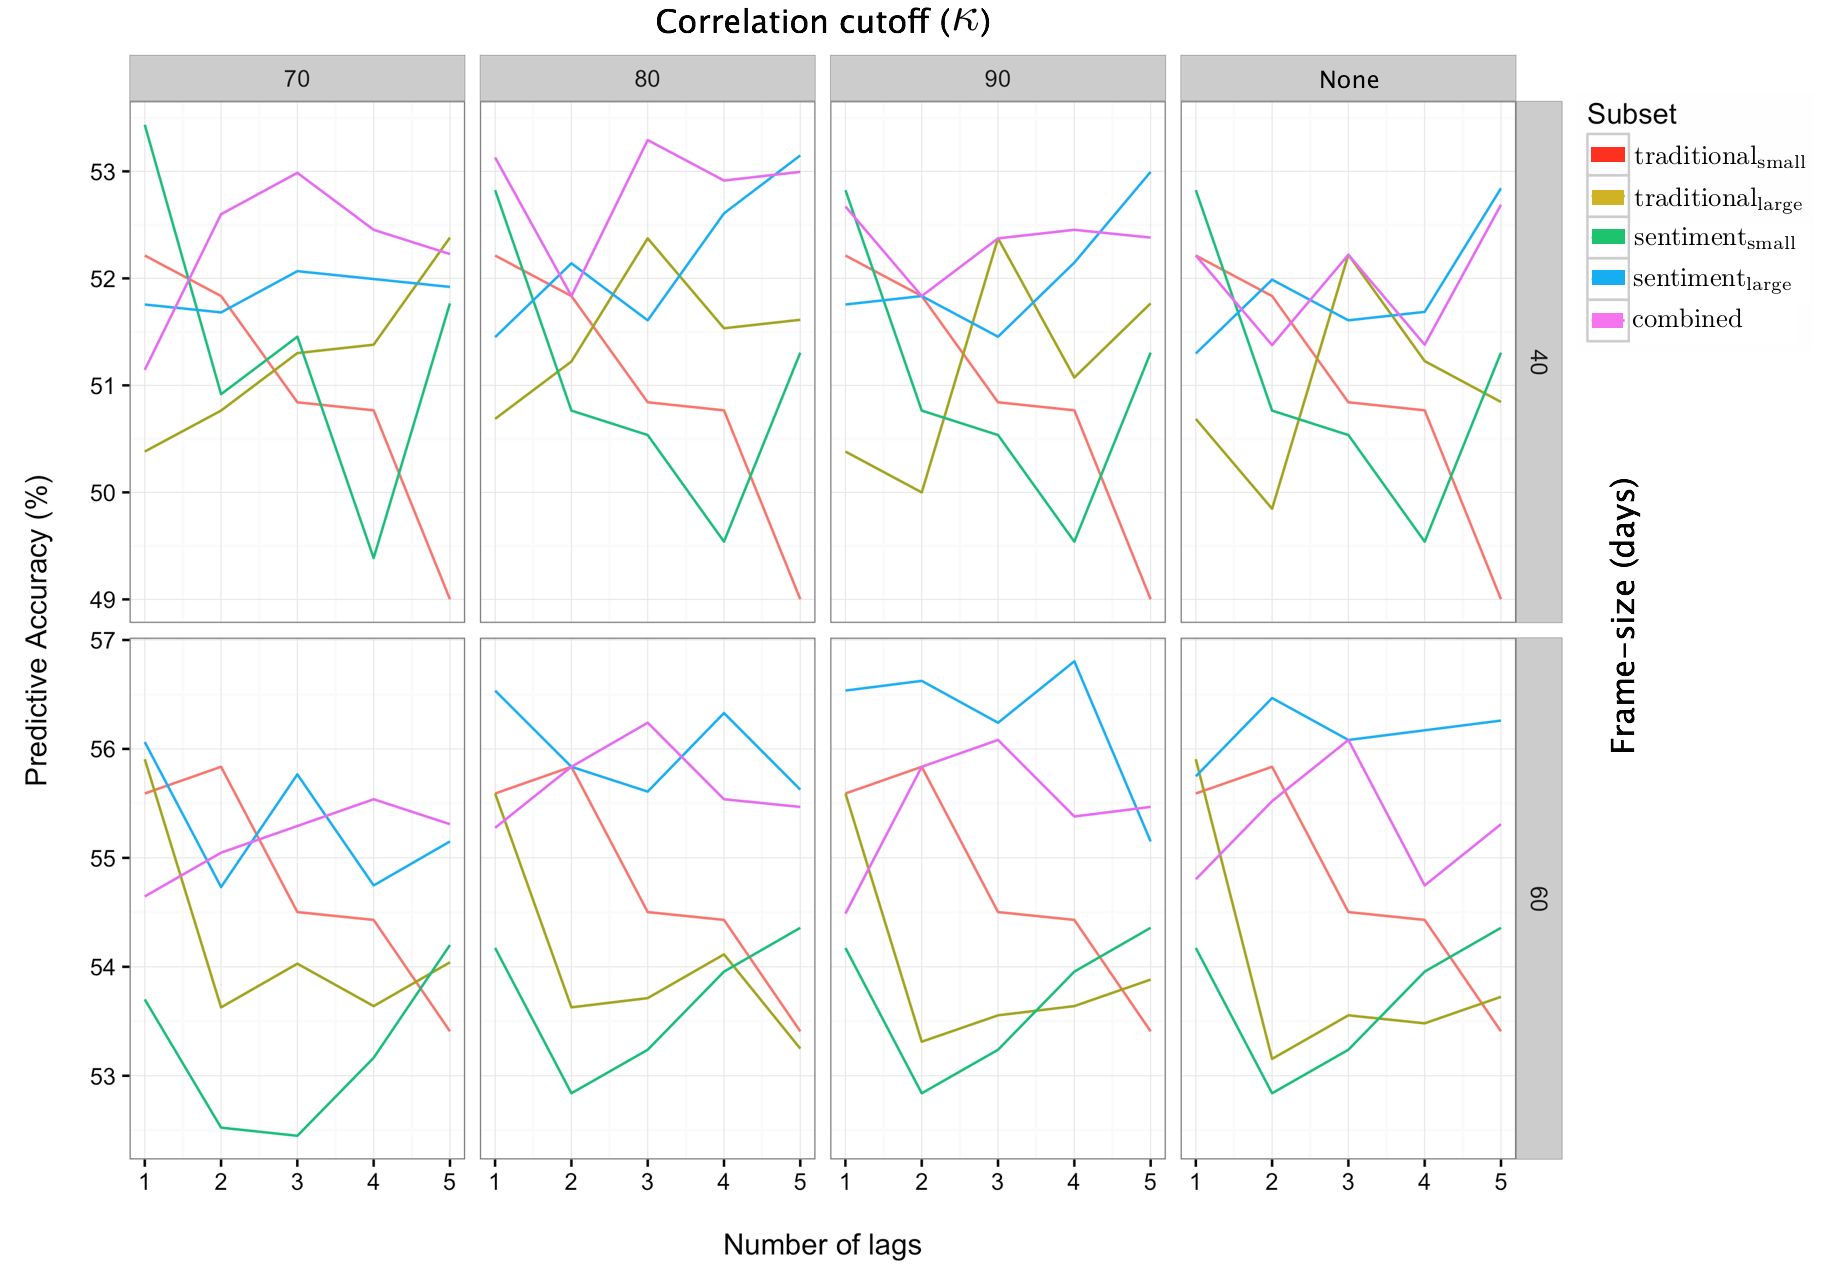 Correlation cutoff (κ)
70 80 90 None
Subset
traditional_small
traditional_large
sentiment_small
sentiment_large
combined
53
52
51
50
49
40
57
56
55
54
53
60
Predictive Accuracy (%)
Frame-size (days)
1 2 3 4 5 1 2 3 4 5 1 2 3 4 5 1 2 3 4 5
Number of lags